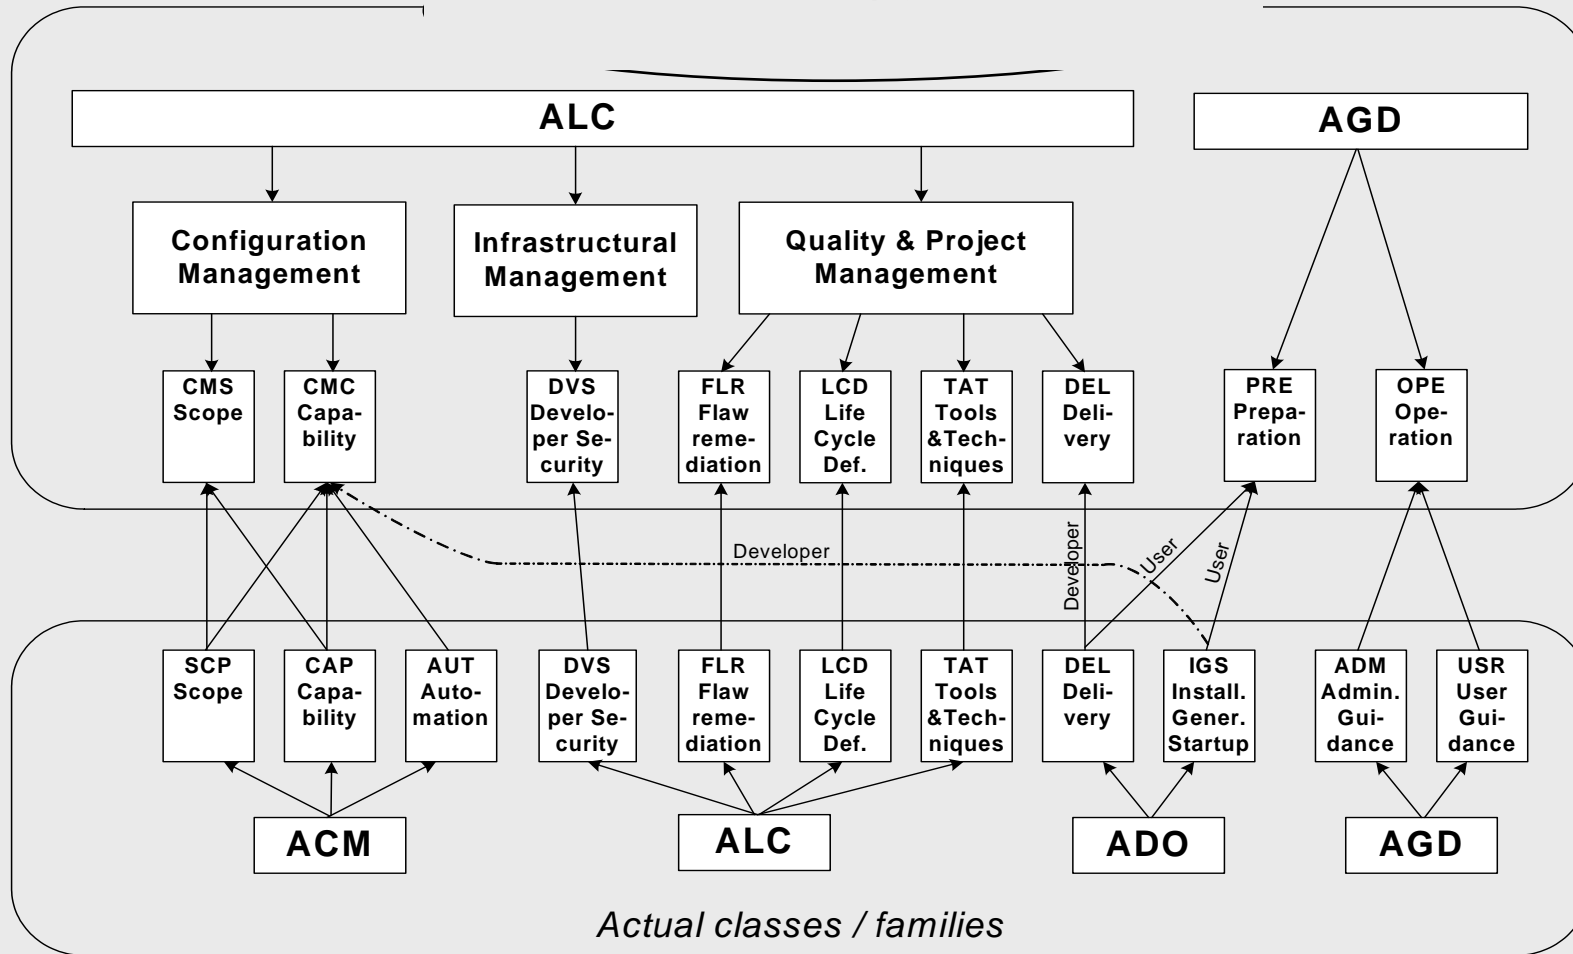 ALC
AGD
Configuration
Management
Infrastructural
Management
Quality & Project
Management
CMS
Scope
CMC
Capa-
bility
DVS
Develo-
per Se-
curity
FLR
Flaw
reme-
diation
LCD
Life
Cycle
Def.
TAT
Tools
&Tech-
niques
DEL
Deli-
very
PRE
Prepa-
ration
OPE
Ope-
ration
Developer
Developer
User
User
SCP
Scope
CAP
Capa-
bility
AUT
Auto-
mation
DVS
Develo-
per Se-
curity
FLR
Flaw
reme-
diation
LCD
Life
Cycle
Def.
TAT
Tools
&Tech-
niques
DEL
Deli-
very
IGS
Install.
Gener.
Startup
ADM
Admin.
Gui-
dance
USR
User
Gui-
dance
ACM
ALC
ADO
AGD
Actual classes / families